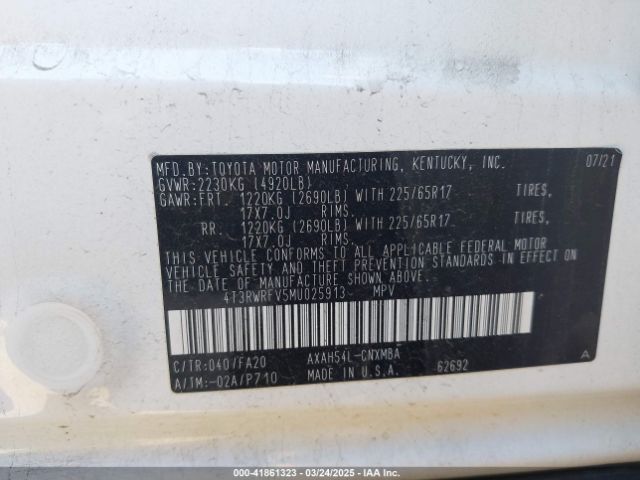 MFD.BY:TOYOTA MOTOR MANUFACTURING, KENTUCKY, INC. 07/21
GVWR:2230KG (4920LB)
GAWR:FRT. 1220KG (2690LB) WITH 225/65R17 TIRES,
17X7.0J RIMS.
RR: 1220KG (2690LB) WITH 225/65R17 TIRES,
17X7.0J RIMS.
THIS VEHICLE CONFORMS TO ALL APPLICABLE FEDERAL MOTOR
VEHICLE SAFETY AND THEFT PREVENTION STANDARDS IN EFFECT ON
THE DATE OF MANUFACTURE SHOWN ABOVE.
4T3RWRFV5MU025913 MPV
C/TR:040/FA20 AXAH54L-CNXMBA
A/TM:-02A/P710 MADE IN U.S.A. 62692 A
000-41861323 — 03/24/2025 — IAA Inc.